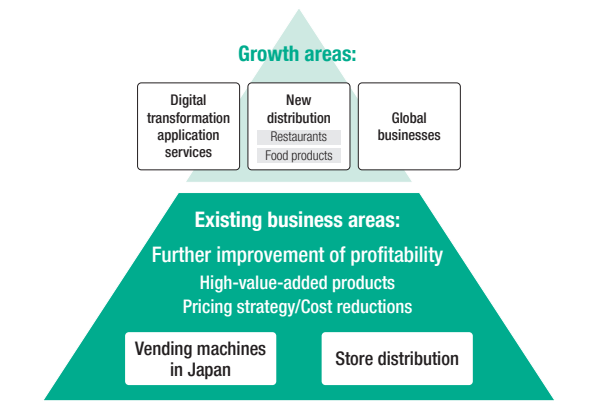 Growth areas:
Digital
transformation
application
services
New
distribution
Restaurants
Food products
Global
businesses
Existing business areas:
Further improvement of profitability
High-value-added products
Pricing strategy/Cost reductions
Vending machines
in Japan
Store distribution